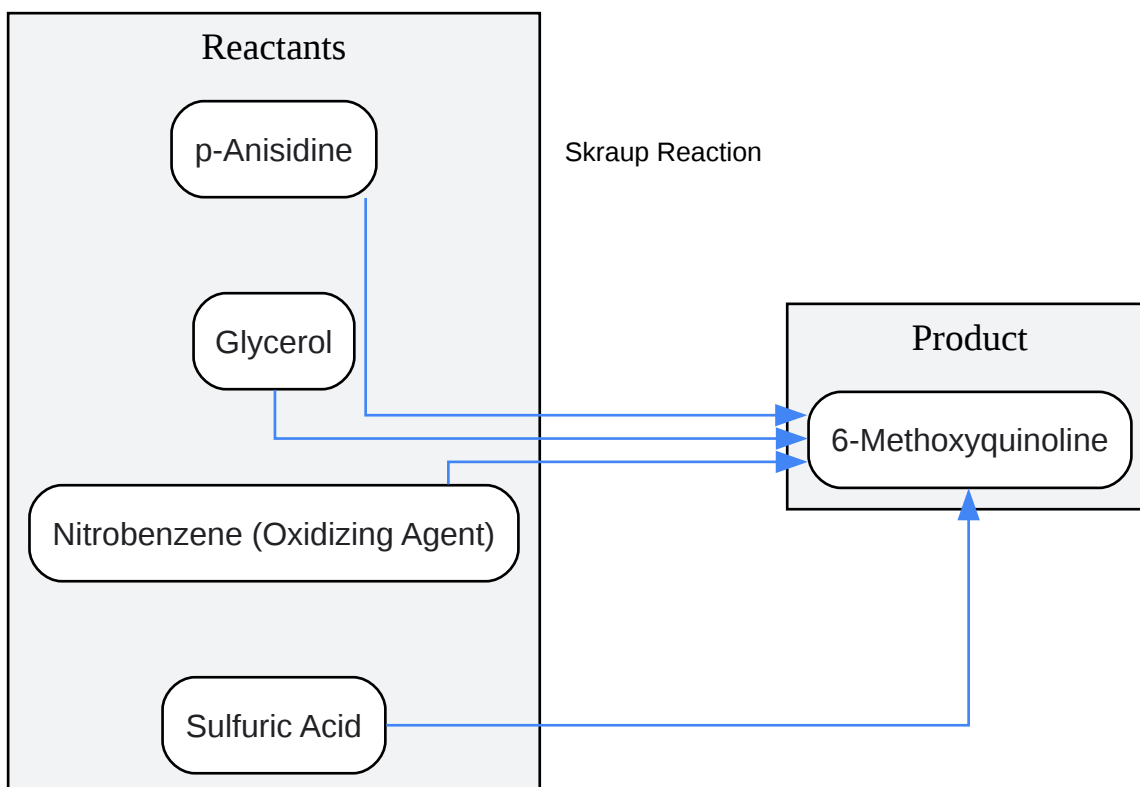 Reactants
p-Anisidine
Skraup Reaction
Glycerol
Product
6-Methoxyquinoline
Nitrobenzene (Oxidizing Agent)
Sulfuric Acid